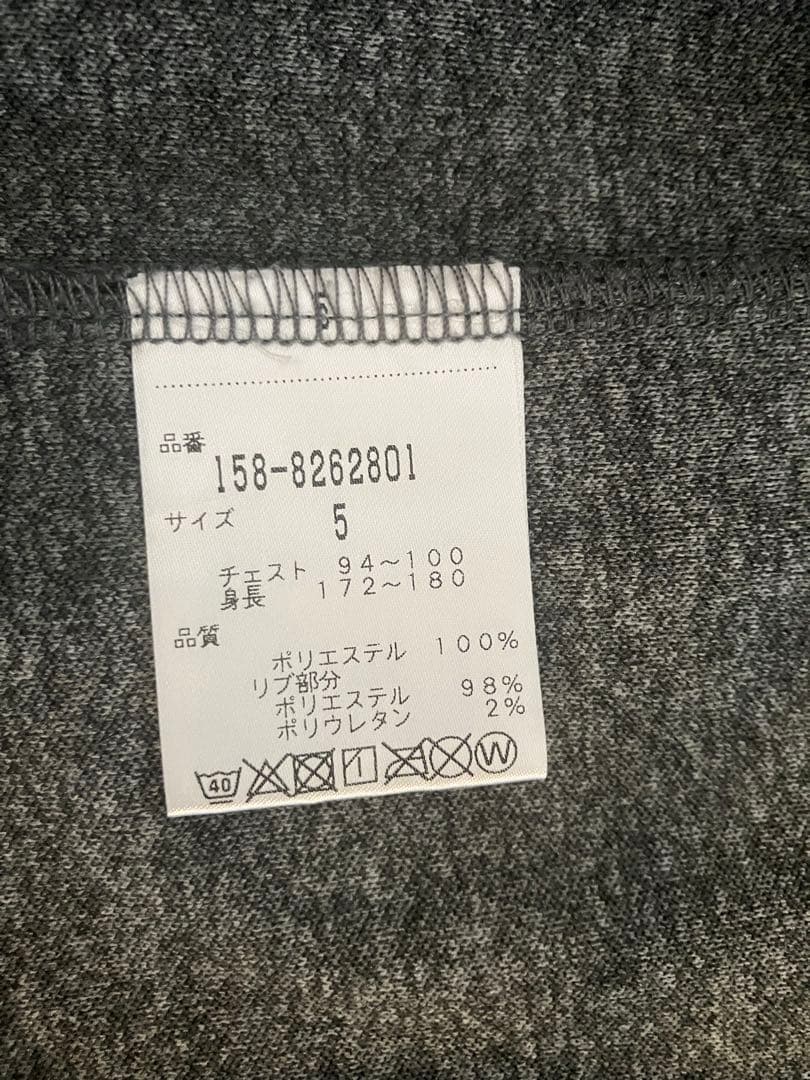 品番
158-8262801
サイズ 5
チェスト 94～100
身長 172～180
品質
ポリエステル 100%
リブ部分
ポリエステル 98%
ポリウレタン 2%
40 W